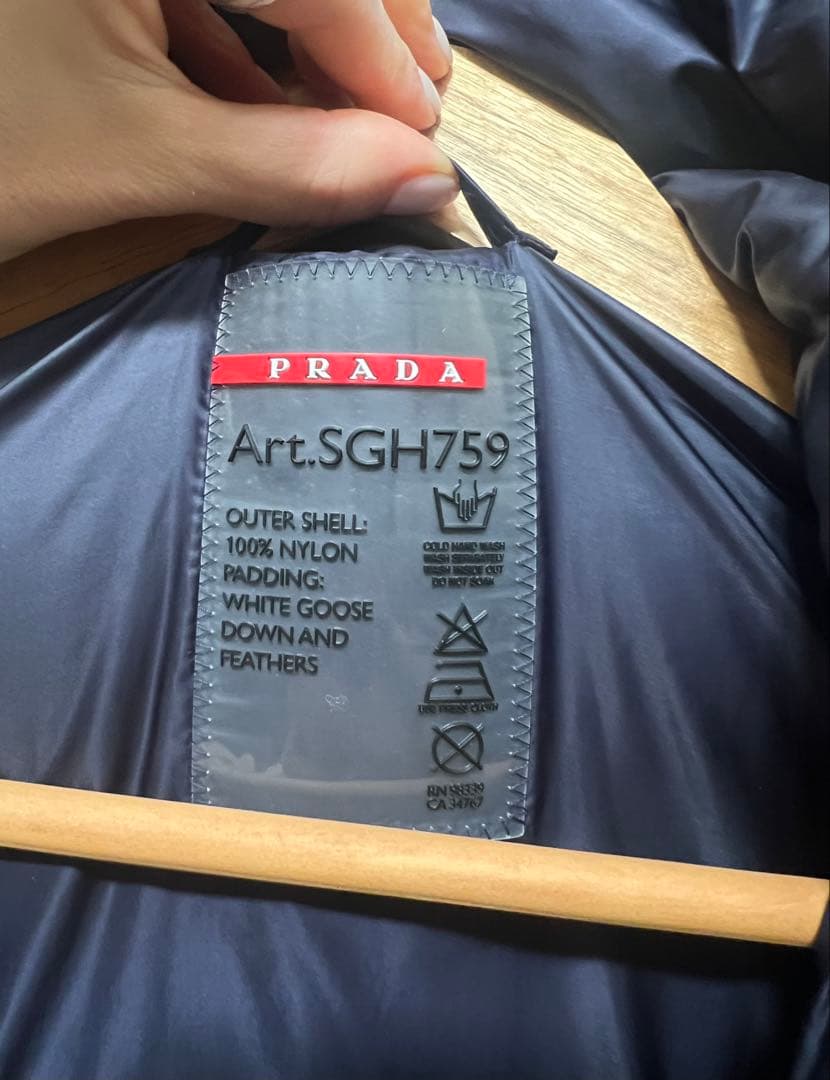 PRADA
Art.SGH759
OUTER SHELL:
100% NYLON
PADDING:
WHITE GOOSE
DOWN AND
FEATHERS
COLD HAND WASH
WASH SEPARATELY
WASH INSIDE OUT
DO NOT SOAK
USE PRESS CLOTH
RN 98339
CA 34767